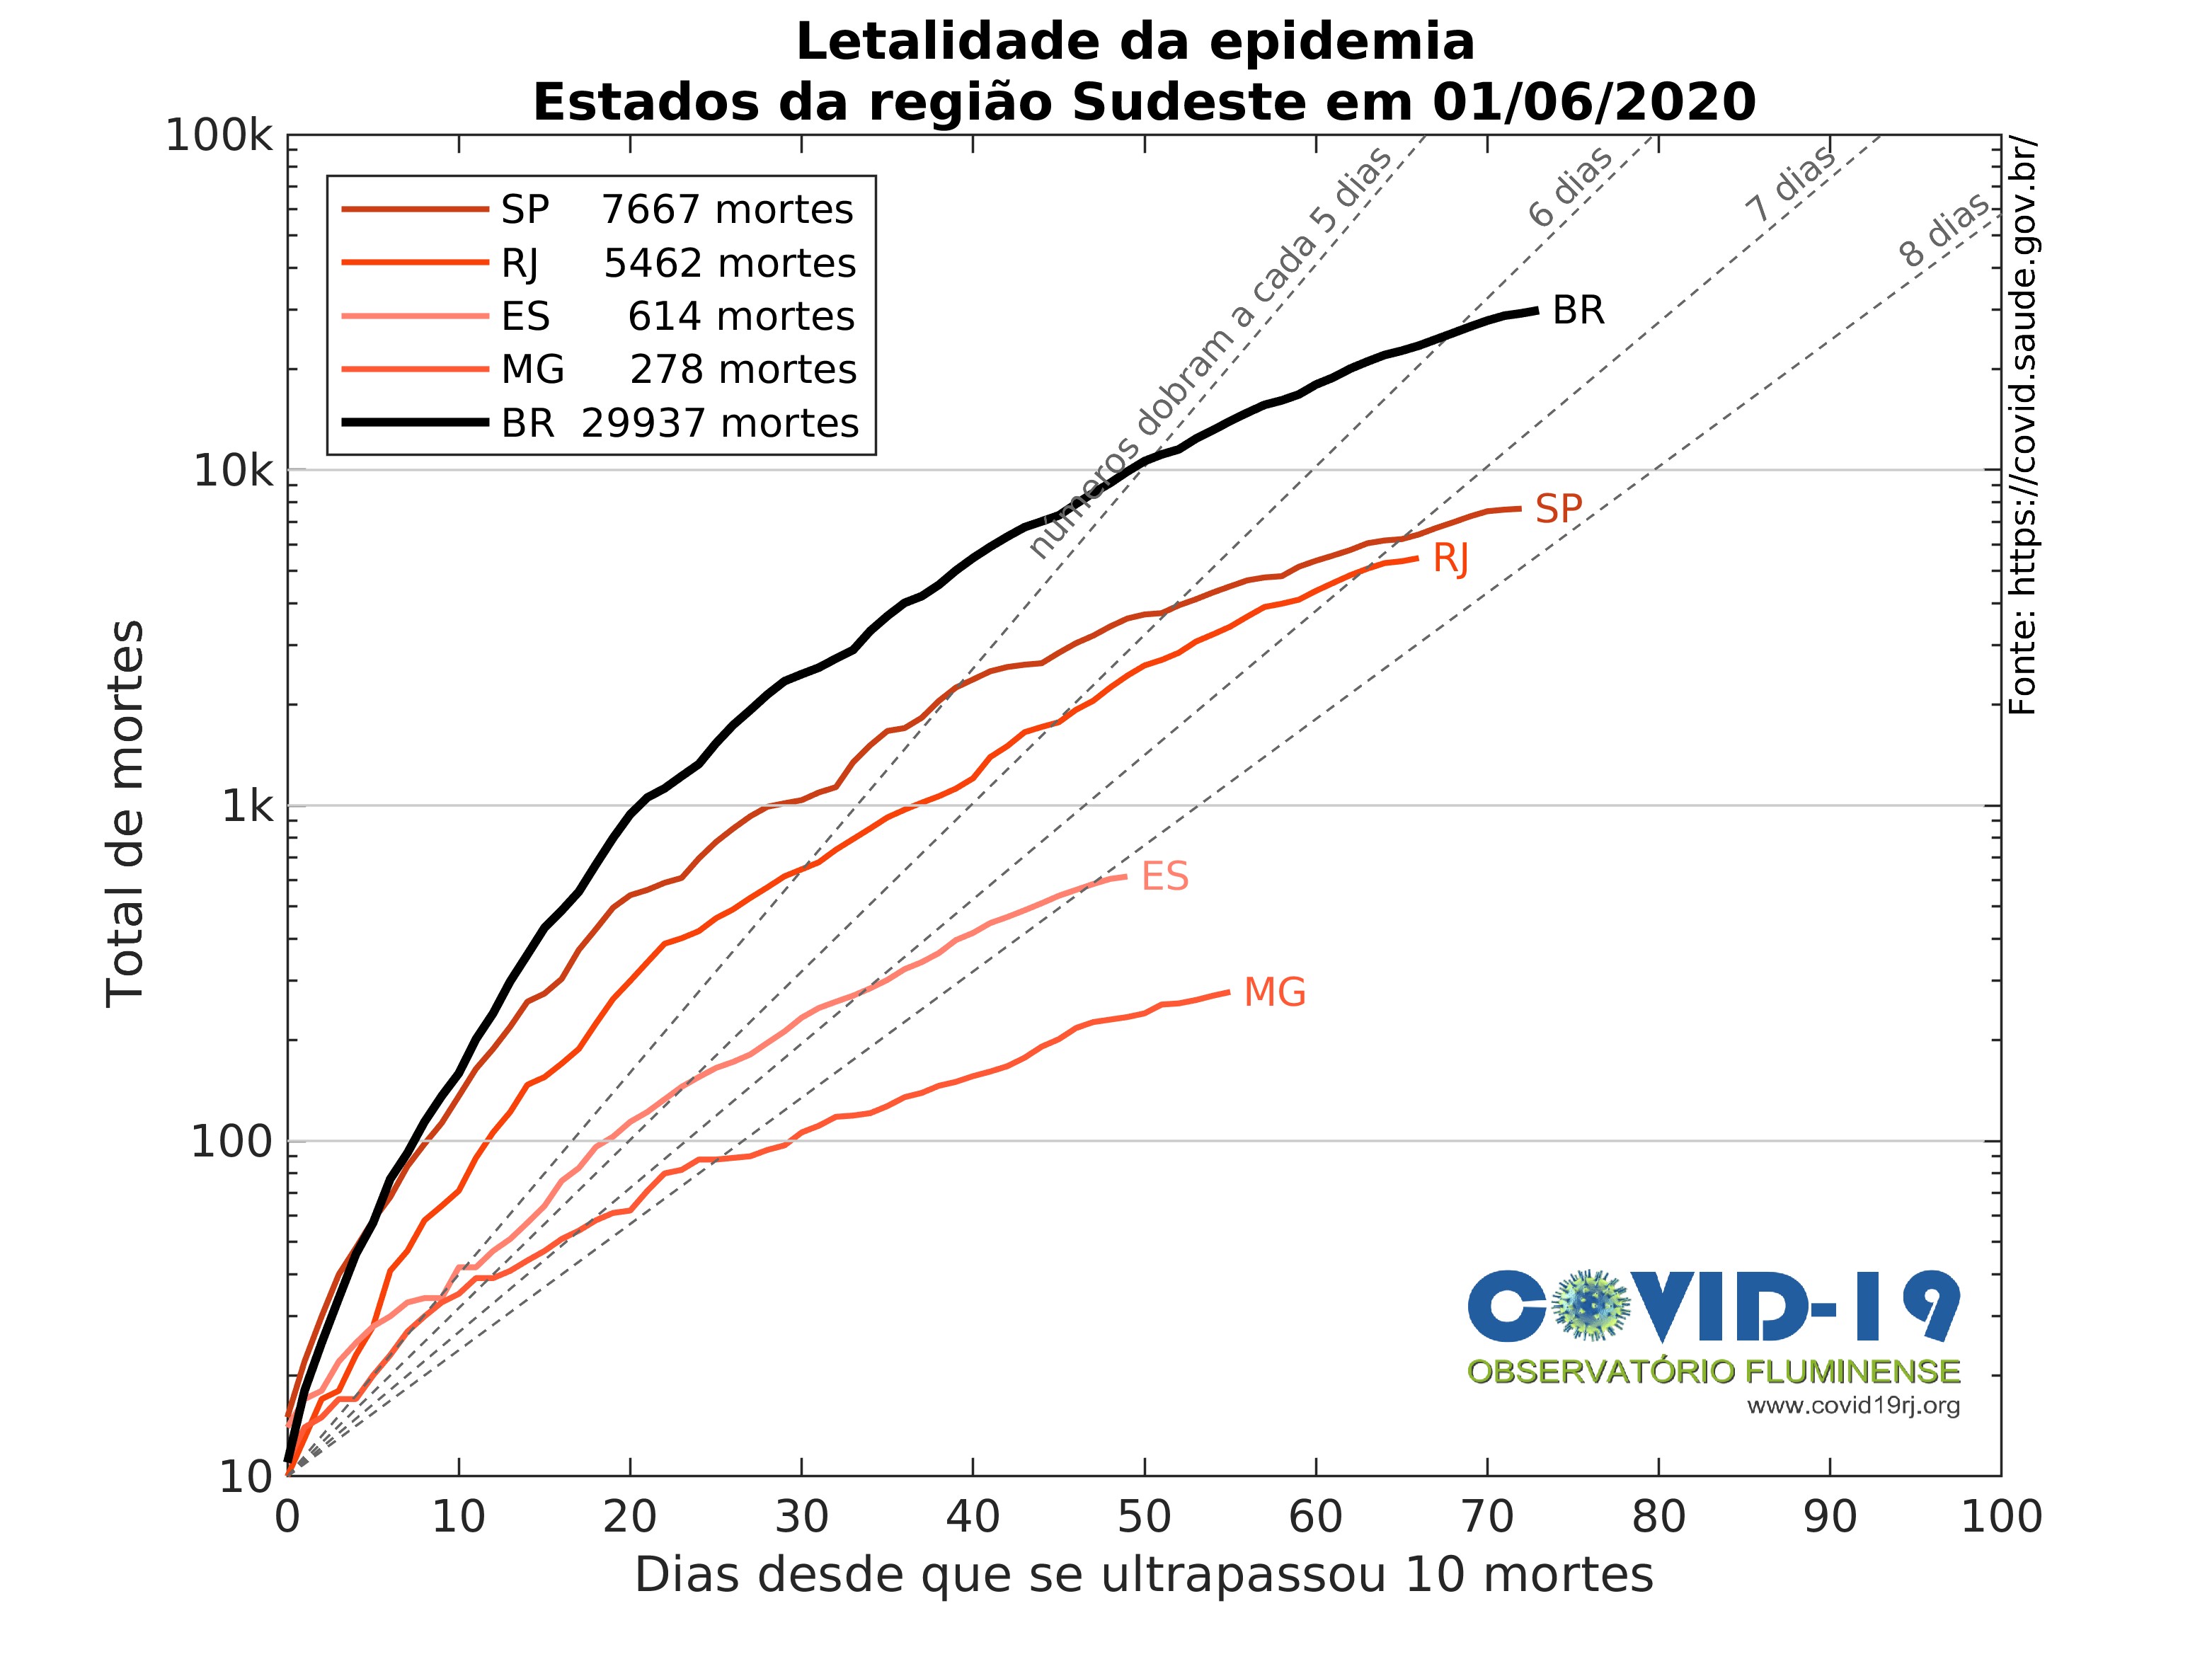 Letalidade da epidemia
Estados da região Sudeste em 01/06/2020
100k
10k
1k
100
10
Total de mortes
SP 7667 mortes
RJ 5462 mortes
ES 614 mortes
MG 278 mortes
BR 29937 mortes
numeros dobram a cada 5 dias
6 dias
7 dias
8 dias
BR
SP
RJ
ES
MG
Fonte: https://covid.saude.gov.br/
COVID-19
OBSERVATÓRIO FLUMINENSE
www.covid19rj.org
0 10 20 30 40 50 60 70 80 90 100
Dias desde que se ultrapassou 10 mortes